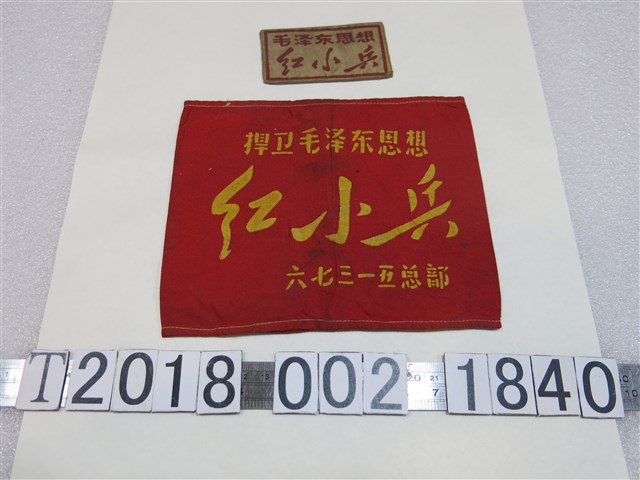 毛泽东思想
红小兵
捍卫毛泽东思想
红小兵
六七三一五总部
T2018 002 1840